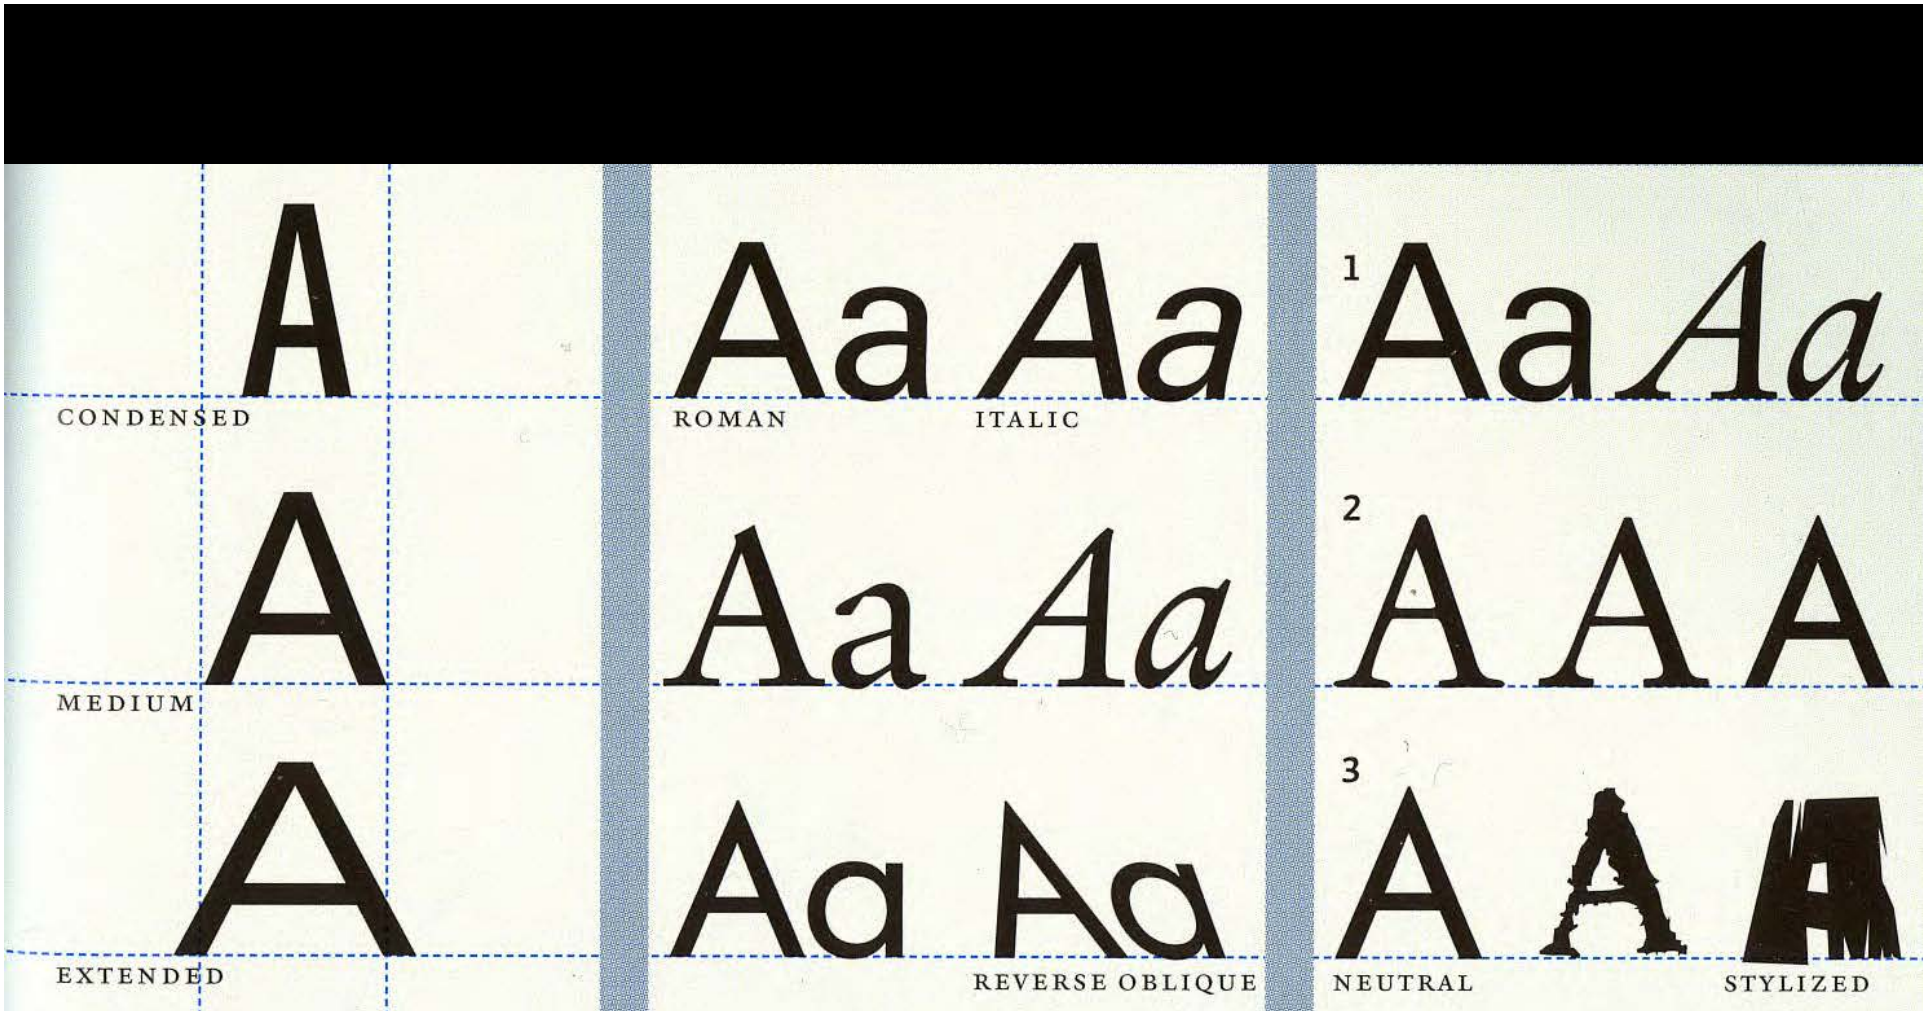 A
CONDENSED
A
MEDIUM
A
EXTENDED
Aa Aa
ROMAN ITALIC
Aa Aa
Aa Aa
REVERSE OBLIQUE
1 Aa Aa
2 A A A
3 A A A
NEUTRAL STYLIZED